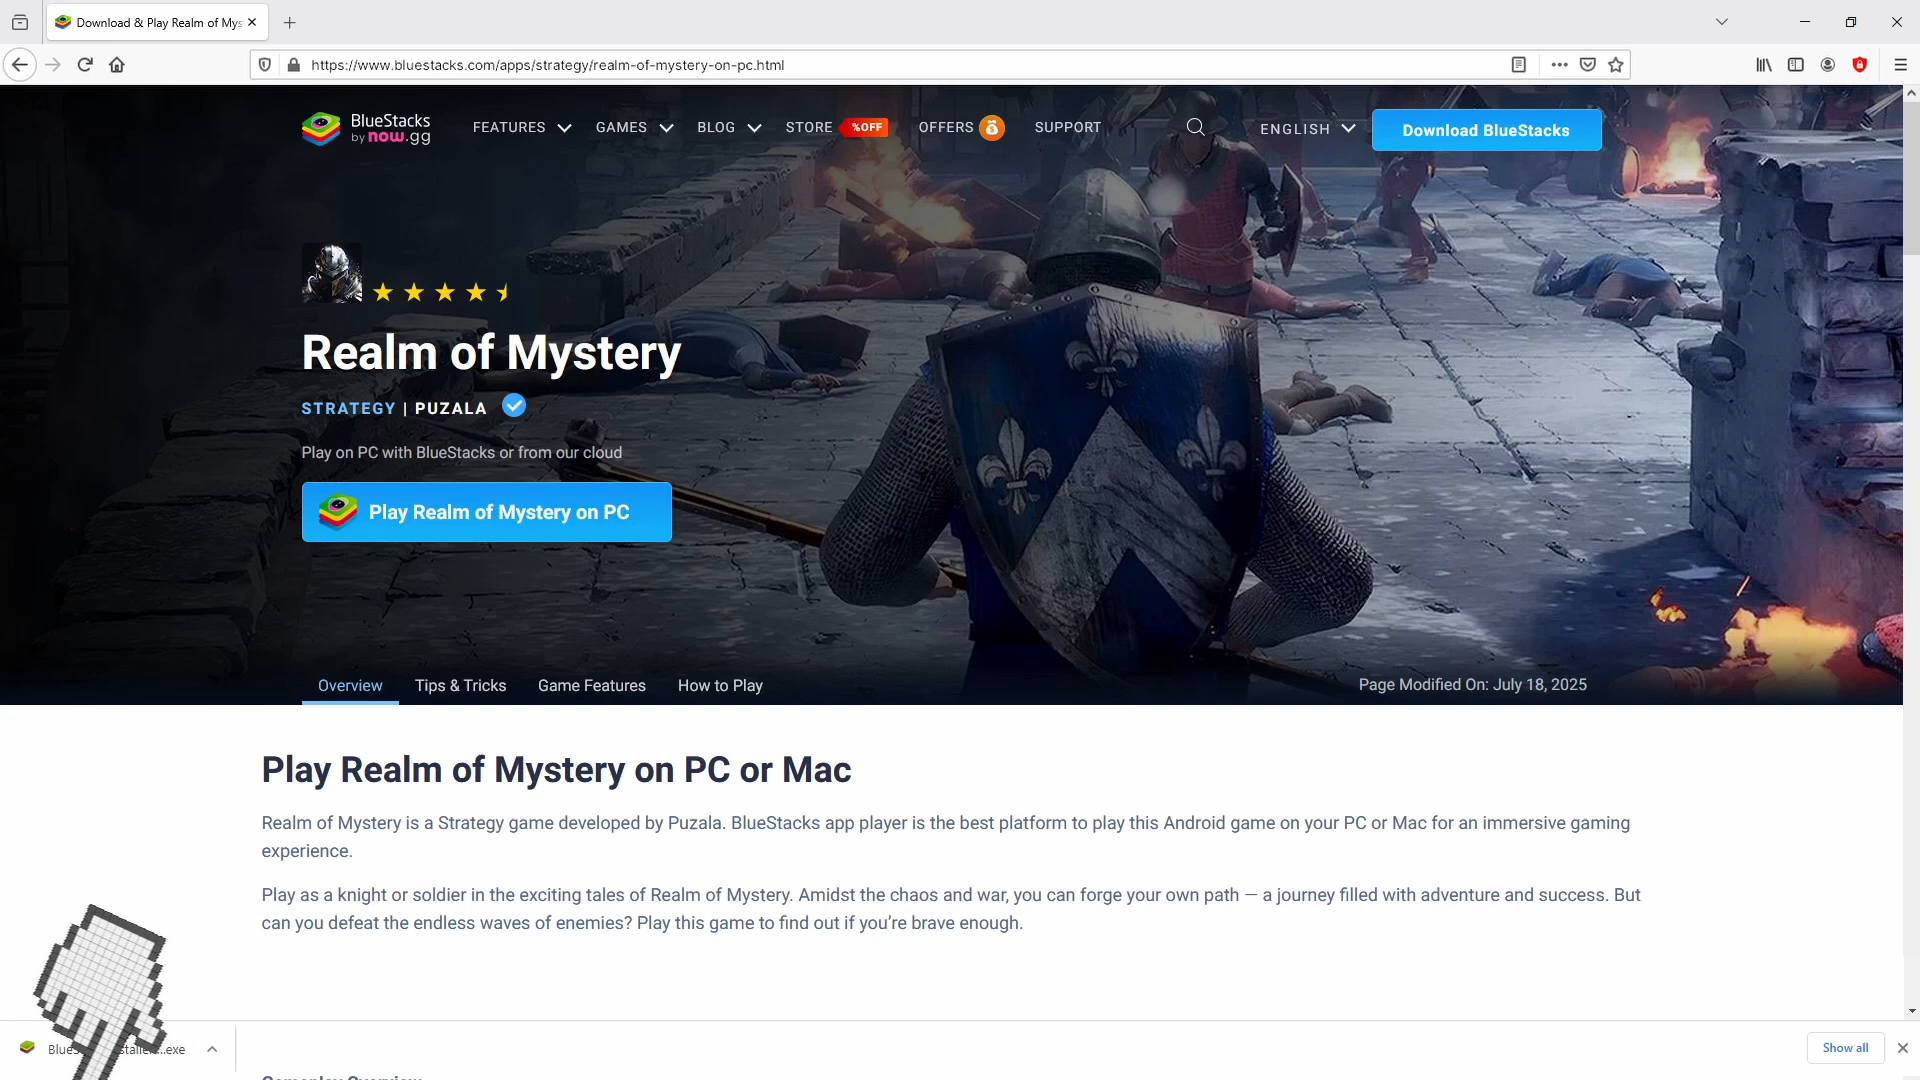 Download & Play Realm of Mys
https://www.bluestacks.com/apps/strategy/realm-of-mystery-on-pc.html
BlueStacks
by now.gg
FEATURES GAMES BLOG STORE %OFF OFFERS SUPPORT ENGLISH Download BlueStacks
Realm of Mystery
STRATEGY | PUZALA
Play on PC with BlueStacks or from our cloud
Play Realm of Mystery on PC
Overview Tips & Tricks Game Features How to Play Page Modified On: July 18, 2025
Play Realm of Mystery on PC or Mac
Realm of Mystery is a Strategy game developed by Puzala. BlueStacks app player is the best platform to play this Android game on your PC or Mac for an immersive gaming
experience.
Play as a knight or soldier in the exciting tales of Realm of Mystery. Amidst the chaos and war, you can forge your own path — a journey filled with adventure and success. But
can you defeat the endless waves of enemies? Play this game to find out if you’re brave enough.
...exe Show all